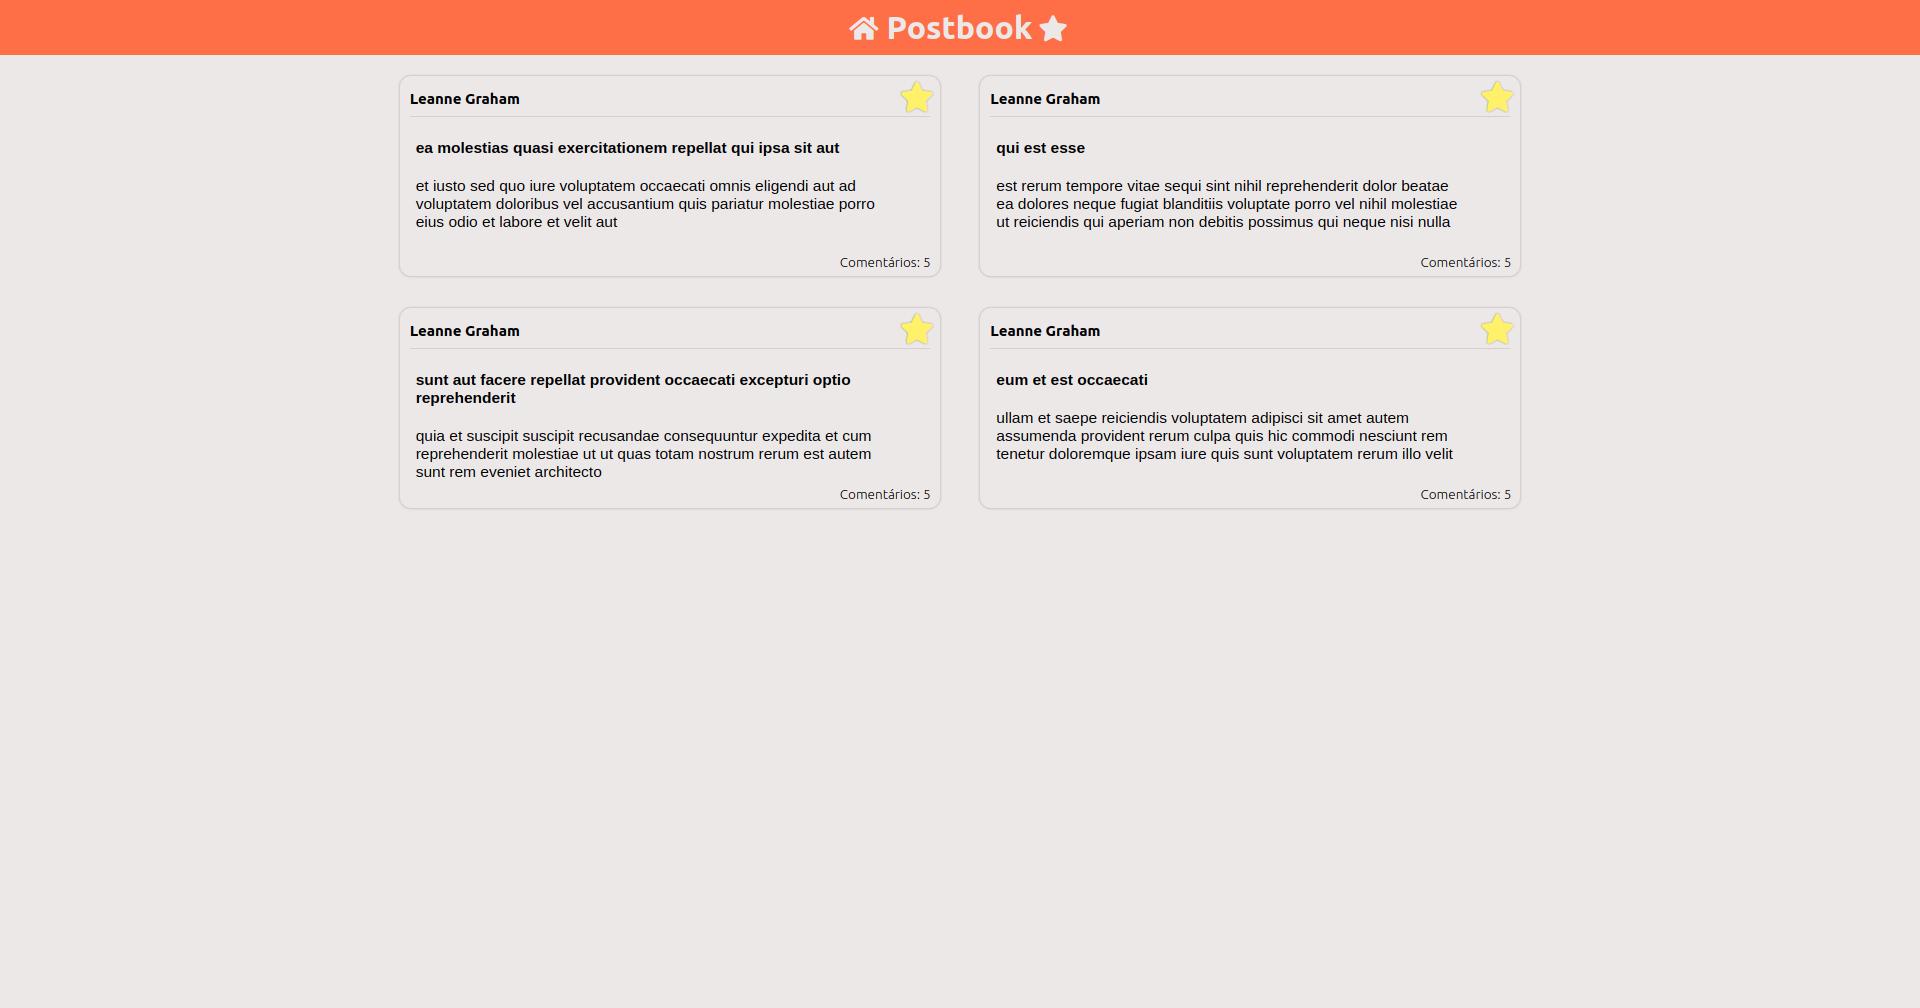 Postbook
Leanne Graham
ea molestias quasi exercitationem repellat qui ipsa sit aut
et iusto sed quo iure voluptatem occaecati omnis eligendi aut ad
voluptatem doloribus vel accusantium quis pariatur molestiae porro
eius odio et labore et velit aut
Comentários: 5
Leanne Graham
qui est esse
est rerum tempore vitae sequi sint nihil reprehenderit dolor beatae
ea dolores neque fugiat blanditiis voluptate porro vel nihil molestiae
ut reiciendis qui aperiam non debitis possimus qui neque nisi nulla
Comentários: 5
Leanne Graham
sunt aut facere repellat provident occaecati excepturi optio
reprehenderit
quia et suscipit suscipit recusandae consequuntur expedita et cum
reprehenderit molestiae ut ut quas totam nostrum rerum est autem
sunt rem eveniet architecto
Comentários: 5
Leanne Graham
eum et est occaecati
ullam et saepe reiciendis voluptatem adipisci sit amet autem
assumenda provident rerum culpa quis hic commodi nesciunt rem
tenetur doloremque ipsam iure quis sunt voluptatem rerum illo velit
Comentários: 5